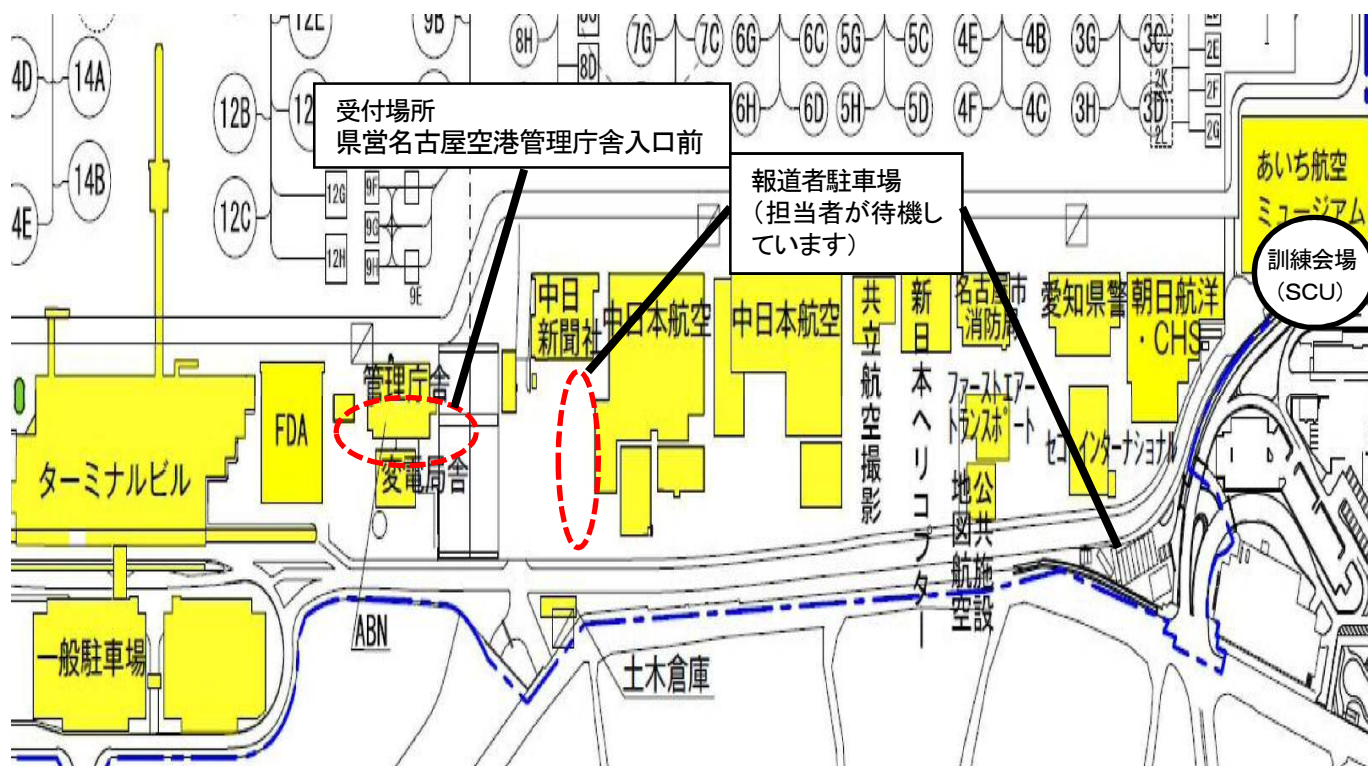 12E
9B
8H
8D
7G
7C
6G
6C
5G
5C
4E
4B
3G
3C
2E
4D
14A
2K
2F
12B
6H
6D
5H
5D
4F
4C
3H
3D
2L
2G
受付場所
県営名古屋空港管理庁舎入口前
14B
12G
9F
報道者駐車場
(担当者が待機し
ています)
あいち航空
ミュージアム
4E
12C
9G
12H
9H
9E
訓練会場
(SCU)
中日
新聞社
中日本航空
中日本航空
共立航空撮影
新日本ヘリコプター
名古屋市
消防局
愛知県警
朝日航洋
・CHS
管理庁舎
ファーストエアー
トランスポート
FDA
セコインターナショナル
変電局舎
ターミナルビル
公共施設
地図航空
ABN
一般駐車場
土木倉庫